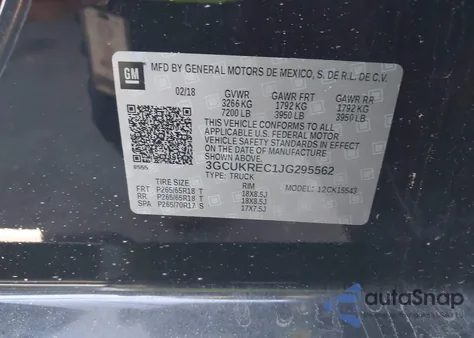 GM
MFD BY GENERAL MOTORS DE MEXICO, S. DE R.L. DE C.V.
02/18 GVWR GAWR FRT GAWR RR
3266 KG 1792 KG 1792 KG
7200 LB 3950 LB 3950 LB
THIS VEHICLE CONFORMS TO ALL
APPLICABLE U.S. FEDERAL MOTOR
VEHICLE SAFETY STANDARDS IN
EFFECT ON THE DATE OF
MANUFACTURE SHOWN ABOVE.
3GCUKREC1JG295562
TYPE: TRUCK
TIRE SIZE RIM MODEL: 12CK15543
FRT P265/65R18 T 18X8.5J
RR P265/65R18 T 18X8.5J
SPA P265/70R17 S 17X7.5J
autoSnap